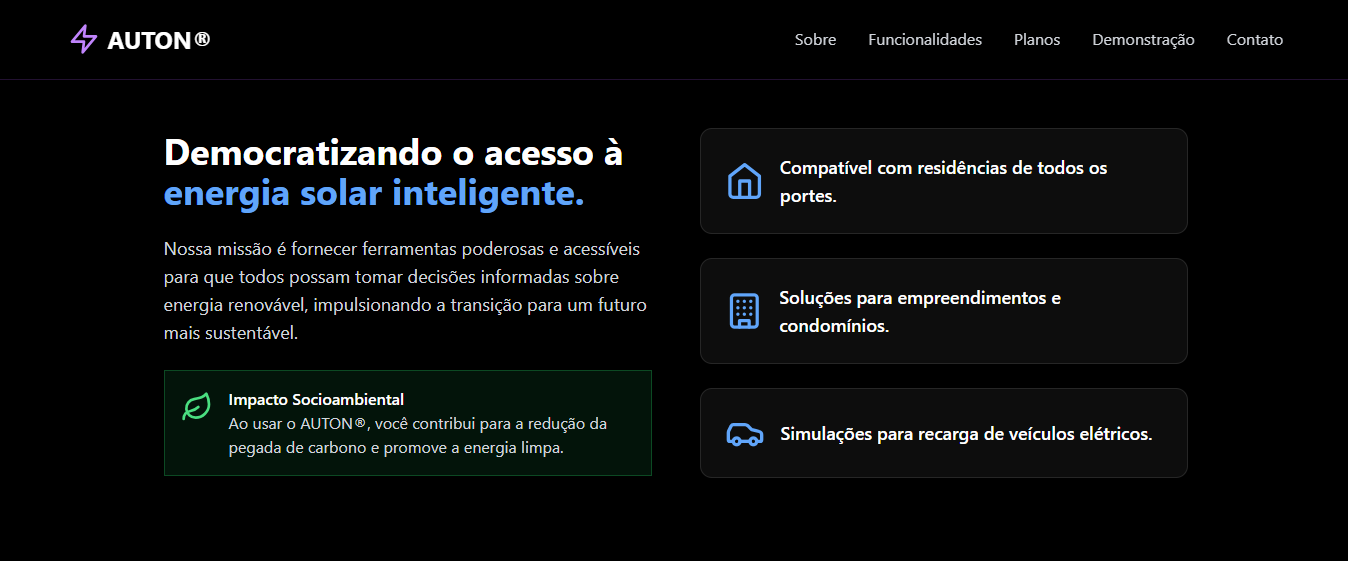 AUTON®
Sobre
Funcionalidades
Planos
Demonstração
Contato
Democratizando o acesso à
energia solar inteligente.
Nossa missão é fornecer ferramentas poderosas e acessíveis
para que todos possam tomar decisões informadas sobre
energia renovável, impulsionando a transição para um futuro
mais sustentável.
Impacto Socioambiental
Ao usar o AUTON®, você contribui para a redução da
pegada de carbono e promove a energia limpa.
Compatível com residências de todos os
portes.
Soluções para empreendimentos e
condomínios.
Simulações para recarga de veículos elétricos.